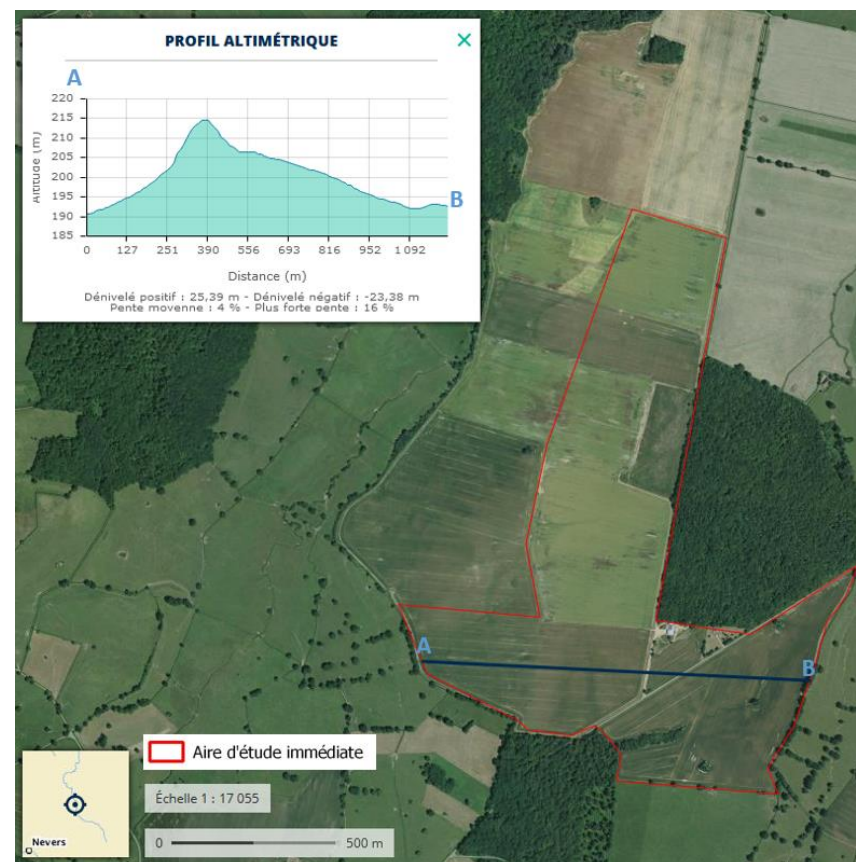 PROFIL ALTIMÉTRIQUE
×
A
220
215
210
205
200
195
190
185
Altitude (m)
B
0 127 251 390 556 693 816 952 1 092
Distance (m)
Dénivelé positif : 25,39 m - Dénivelé négatif : -23,38 m
Pente moyenne : 4 % - Plus forte pente : 16 %
A
B
Aire d'étude immédiate
Échelle 1 : 17 055
Nevers
0 500 m